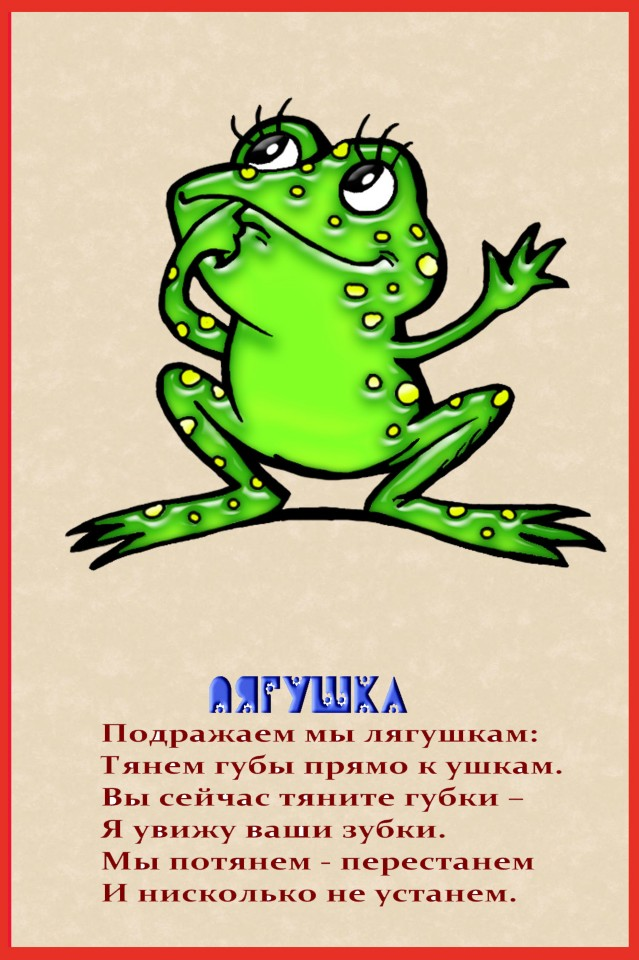 ЛЯГУШКА
Подражаем мы лягушкам:
Тянем губы прямо к ушкам.
Вы сейчас тяните губки –
Я увижу ваши зубки.
Мы потянем - перестанем
И нисколько не устанем.